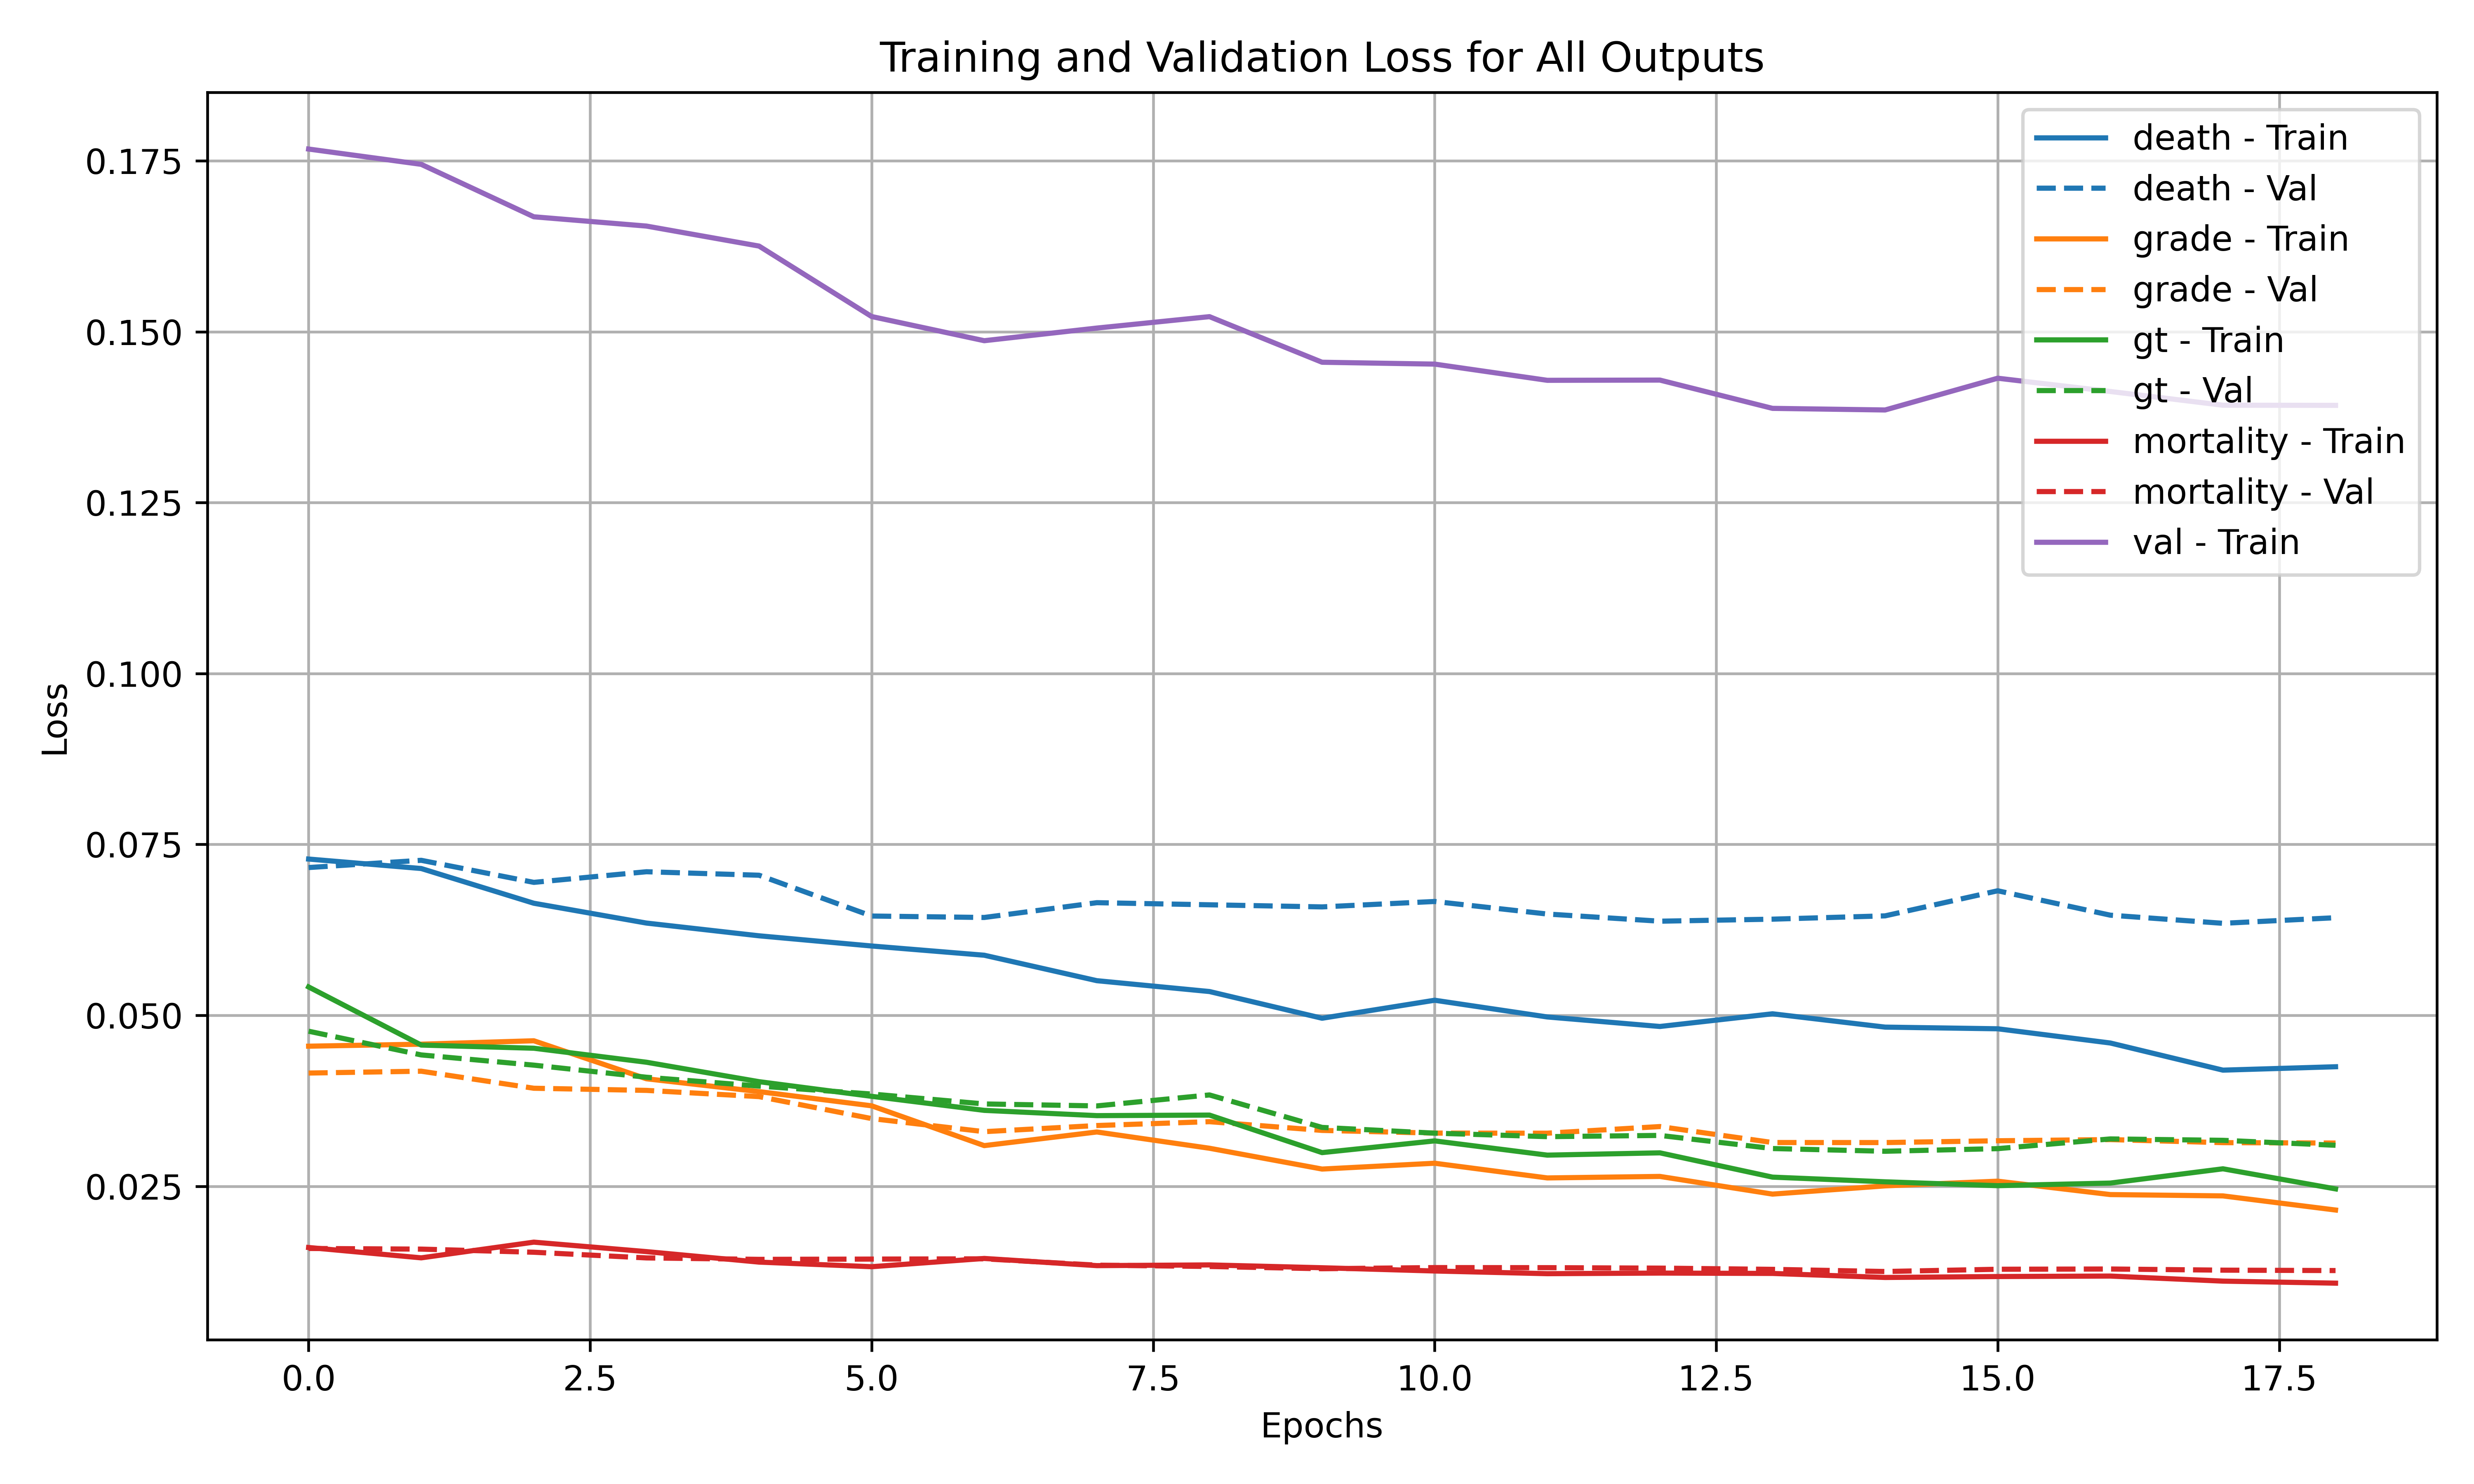 Training and Validation Loss for All Outputs
death - Train
death - Val
grade - Train
grade - Val
gt - Train
gt - Val
mortality - Train
mortality - Val
val - Train
0.175
0.150
0.125
0.100
0.075
0.050
0.025
Loss
0.0 2.5 5.0 7.5 10.0 12.5 15.0 17.5
Epochs